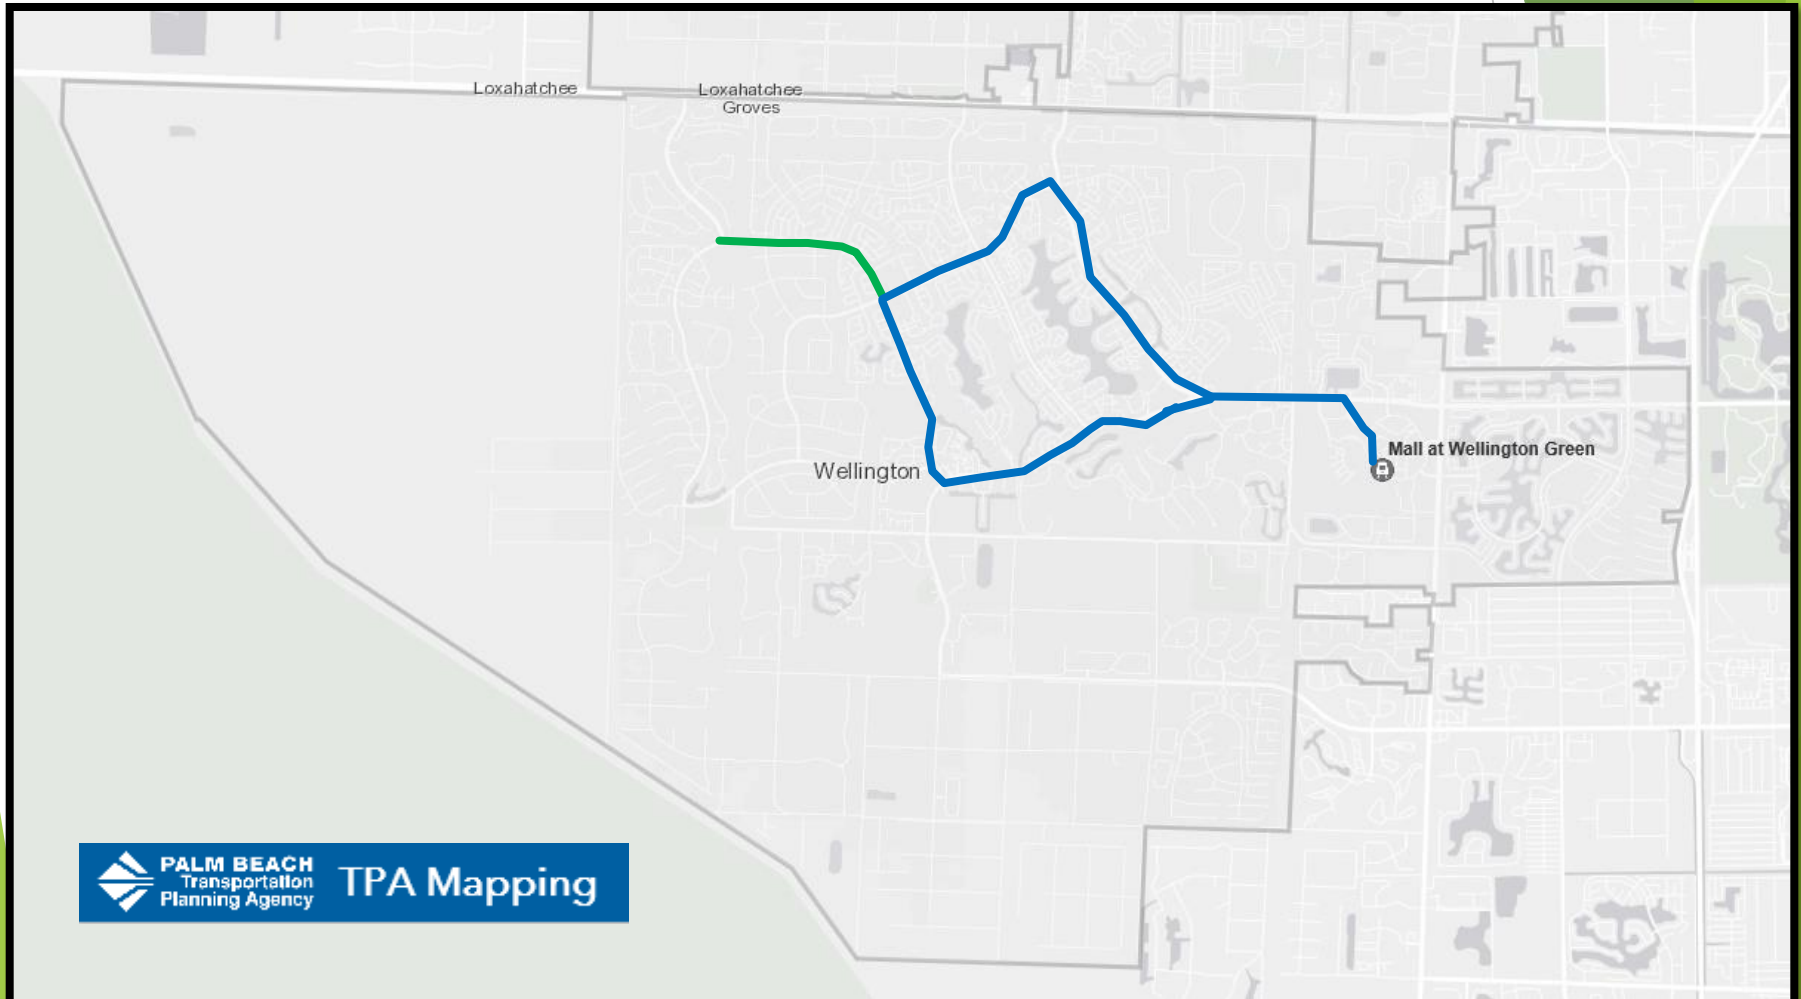 Loxahatchee
Loxahatchee
Groves
Mall at Wellington Green
Wellington
PALM BEACH
Transportation
Planning Agency
TPA Mapping